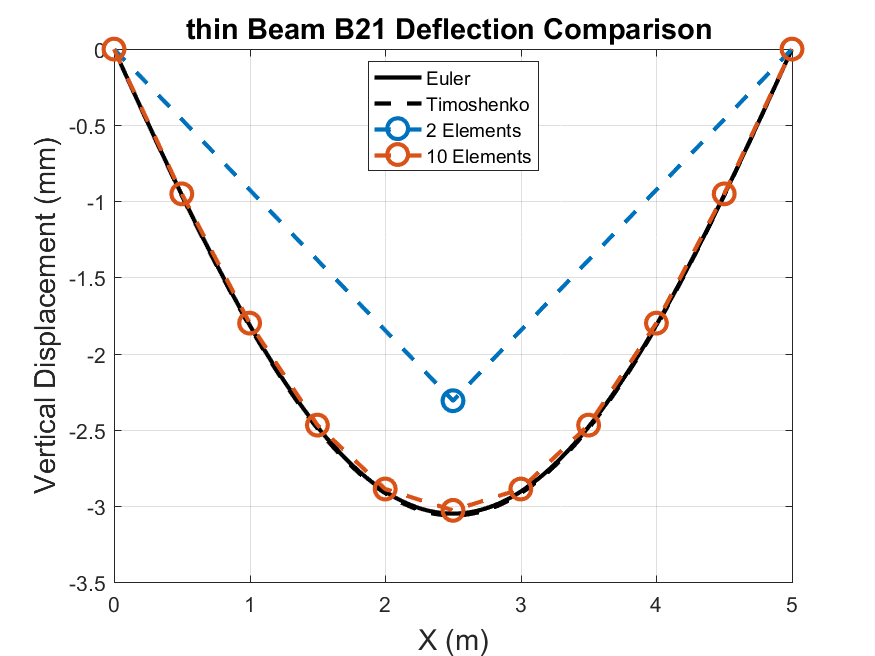 thin Beam B21 Deflection Comparison
Euler
Timoshenko
2 Elements
10 Elements
Vertical Displacement (mm)
0
-0.5
-1
-1.5
-2
-2.5
-3
-3.5
0 1 2 3 4 5
X (m)